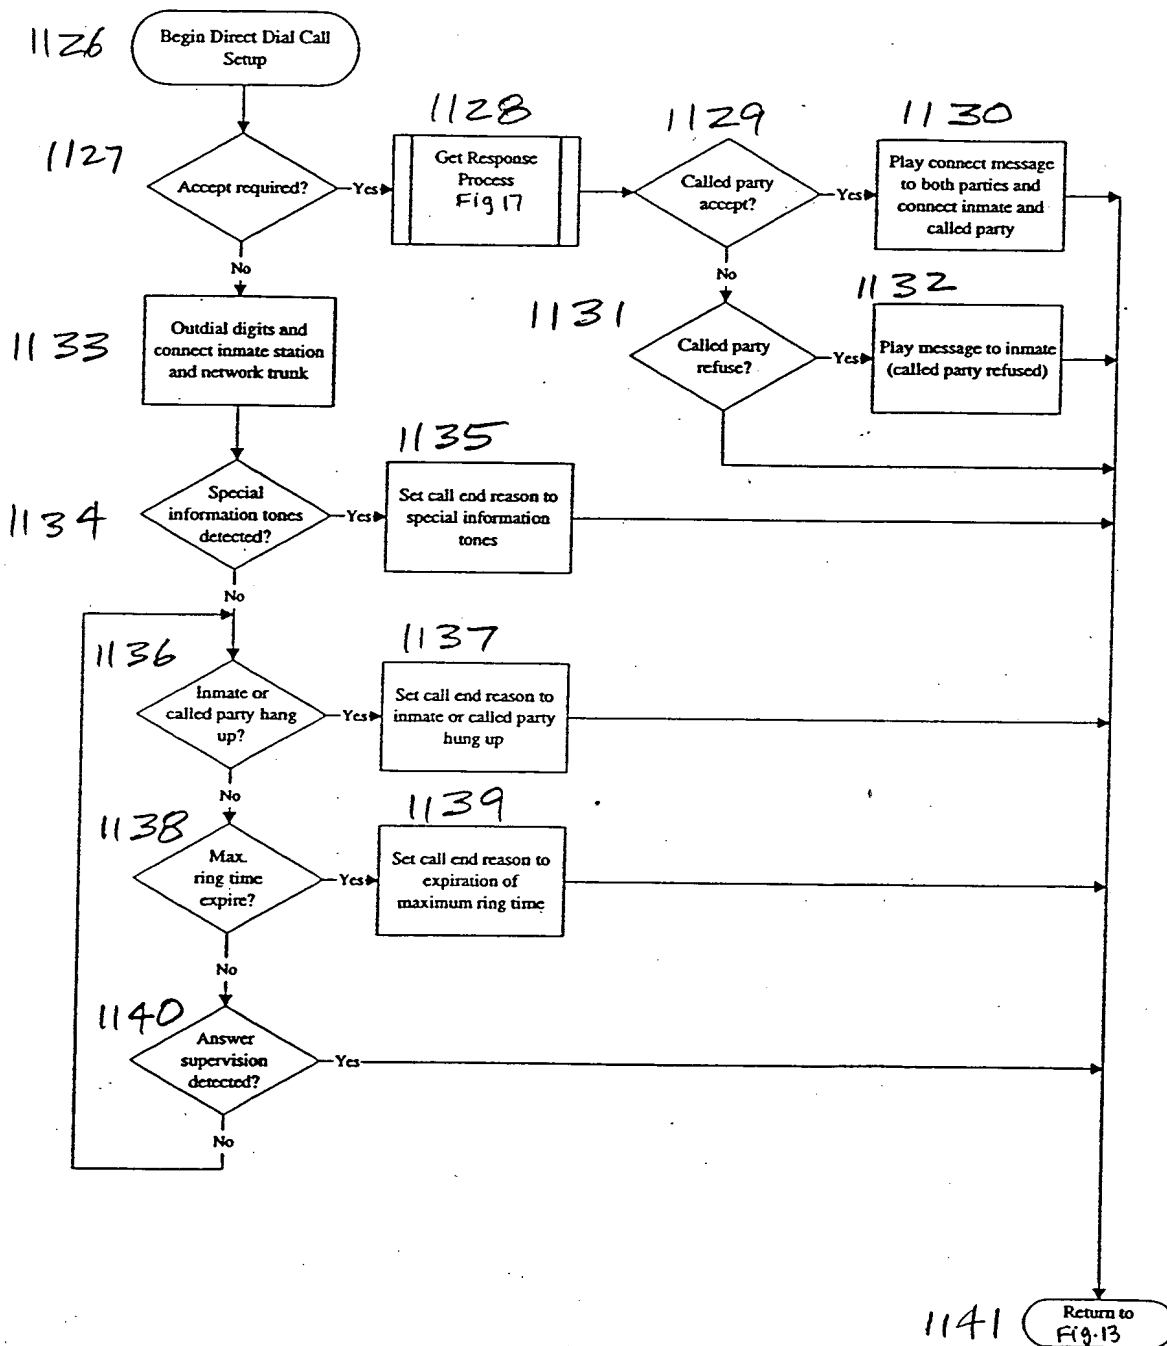 1126
Begin Direct Dial Call
Setup
1127
Accept required?
Yes
1128
Get Response
Process
Fig 17
1129
Called party
accept?
Yes
1130
Play connect message
to both parties and
connect inmate and
called party
No
No
1131
Called party
refuse?
Yes
1132
Play message to inmate
(called party refused)
1133
Outdial digits and
connect inmate station
and network trunk
1134
Special
information tones
detected?
Yes
1135
Set call end reason to
special information
tones
No
1136
Inmate or
called party hang
up?
Yes
1137
Set call end reason to
inmate or called party
hung up
No
1138
Max.
ring time
expire?
Yes
1139
Set call end reason to
expiration of
maximum ring time
No
1140
Answer
supervision
detected?
Yes
No
1141
Return to
Fig.13